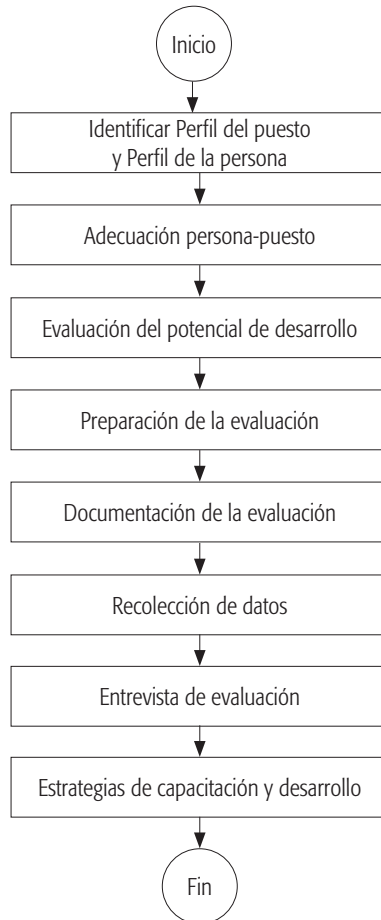 Inicio
Identificar Perfil del puesto
y Perfil de la persona
Adecuación persona-puesto
Evaluación del potencial de desarrollo
Preparación de la evaluación
Documentación de la evaluación
Recolección de datos
Entrevista de evaluación
Estrategias de capacitación y desarrollo
Fin